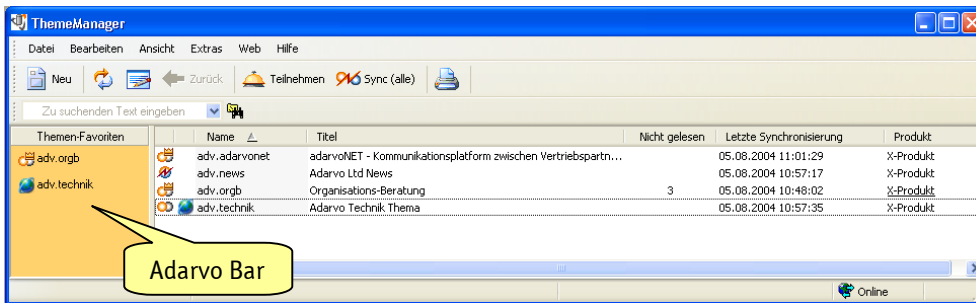 ThemeManager
Datei Bearbeiten Ansicht Extras Web Hilfe
Neu Zurück Teilnehmen Sync (alle)
Zu suchenden Text eingeben
Themen-Favoriten Name Titel Nicht gelesen Letzte Synchronisierung Produkt
adv.orgb
adv.technik
adv.adarvonet adarvoNET - Kommunikationsplatform zwischen Vertriebspartn... 05.08.2004 11:01:29 X-Produkt
adv.news Adarvo Ltd News 05.08.2004 10:57:17 X-Produkt
adv.orgb Organisations-Beratung 3 05.08.2004 10:48:02 X-Produkt
adv.technik Adarvo Technik Thema 05.08.2004 10:57:35 X-Produkt
Adarvo Bar
Online